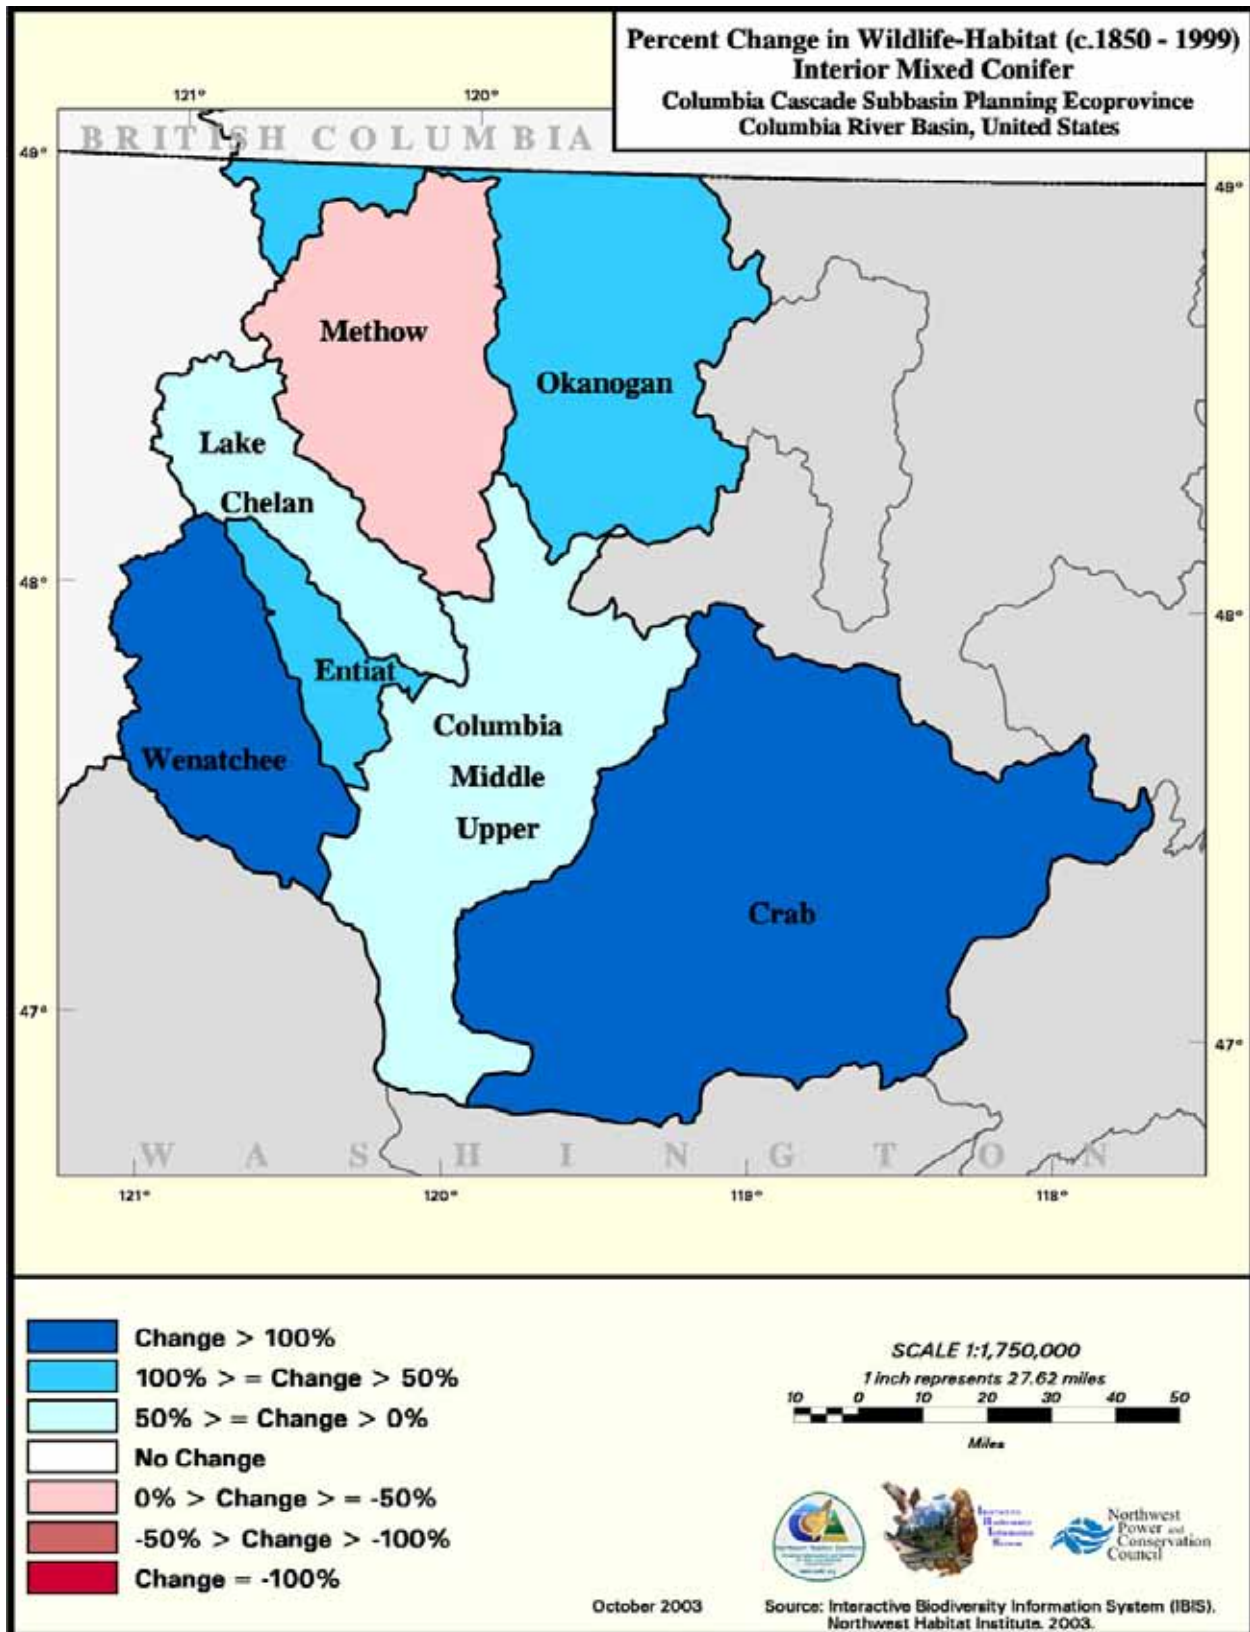 Percent Change in Wildlife-Habitat (c.1850 - 1999)
Interior Mixed Conifer
Columbia Cascade Subbasin Planning Ecoprovince
Columbia River Basin, United States
121°
120°
BRITISH COLUMBIA
49°
49°
Methow
Okanogan
Lake
Chelan
48°
48°
Entiat
Columbia
Middle
Upper
Wenatchee
Crab
47°
47°
WASHINGTON
121°
120°
119°
118°
Change > 100%
100% > = Change > 50%
50% > = Change > 0%
No Change
0% > Change > = -50%
-50% > Change > -100%
Change = -100%
SCALE 1:1,750,000
1 inch represents 27.62 miles
10 0 10 20 30 40 50
Miles
Northwest
Power and
Conservation
Council
October 2003
Source: Interactive Biodiversity Information System (IBIS).
Northwest Habitat Institute. 2003.